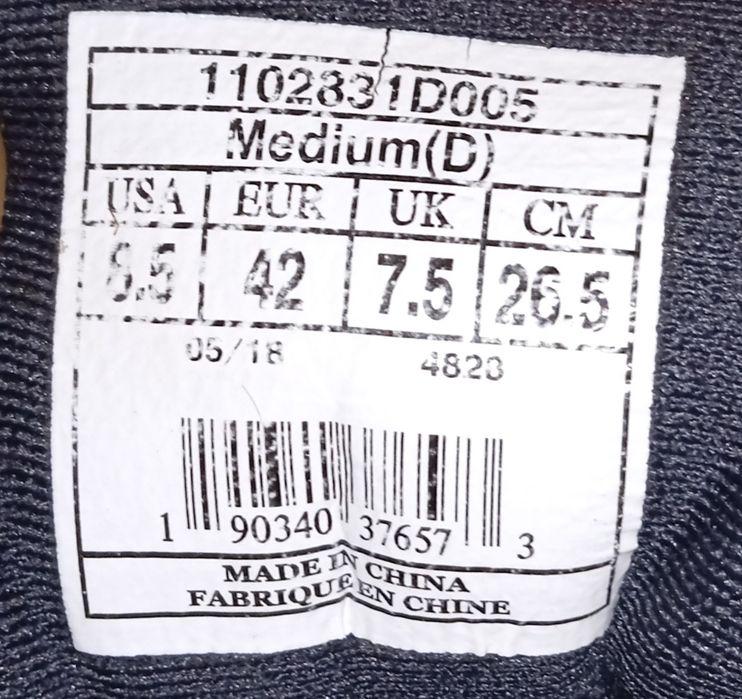 1102831D005
Medium(D)
USA EUR UK CM
8.5 42 7.5 26.5
05/18 4823
1 90340 37657 3
MADE IN CHINA
FABRIQUE EN CHINE